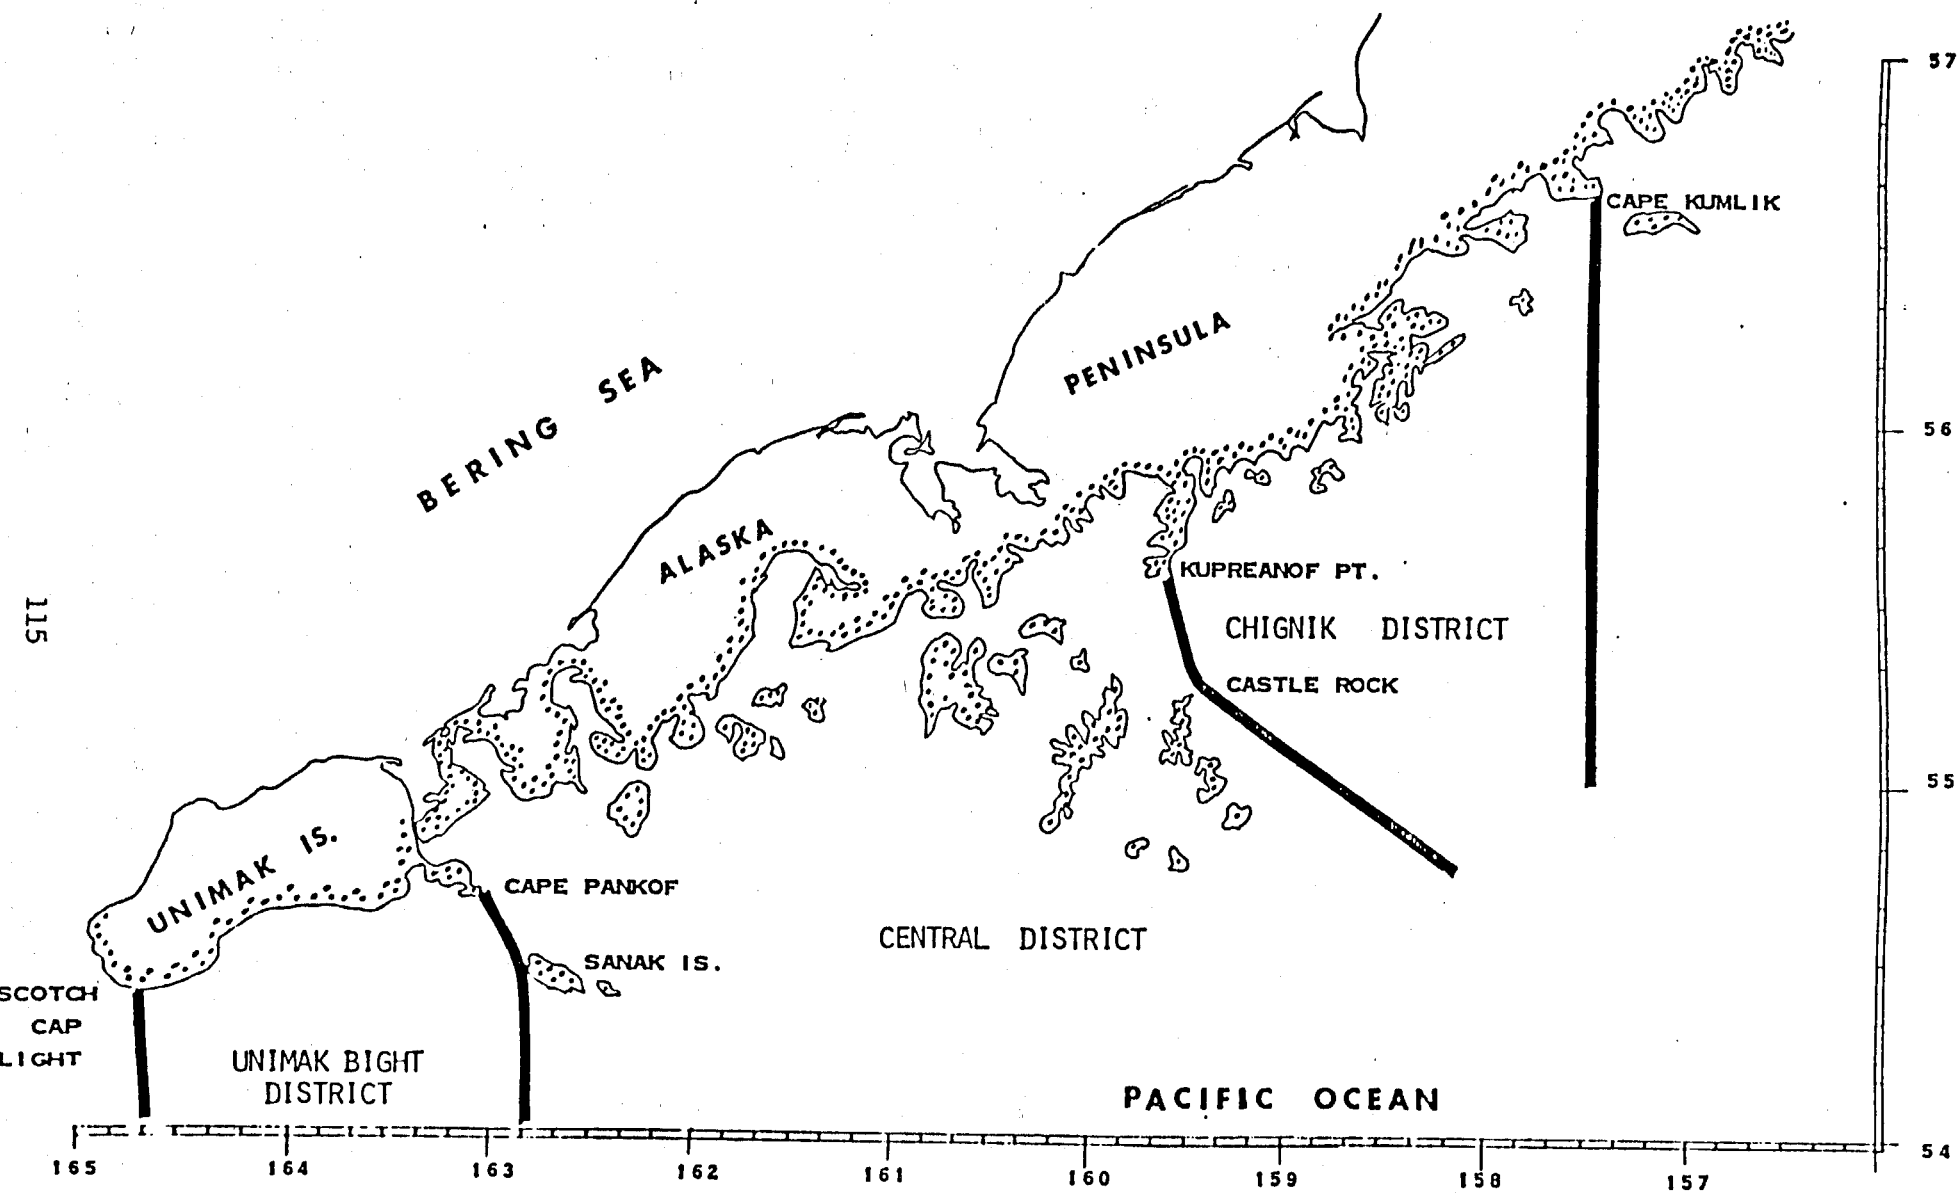 57
CAPE KUMLIK
PENINSULA
BERING SEA
56
ALASKA
KUPREANOF PT.
115
CHIGNIK DISTRICT
CASTLE ROCK
55
UNIMAK IS.
CAPE PANKOF
CENTRAL DISTRICT
SANAK IS.
SCOTCH
CAP
LIGHT
UNIMAK BIGHT
DISTRICT
PACIFIC OCEAN
54
165 164 163 162 161 160 159 158 157